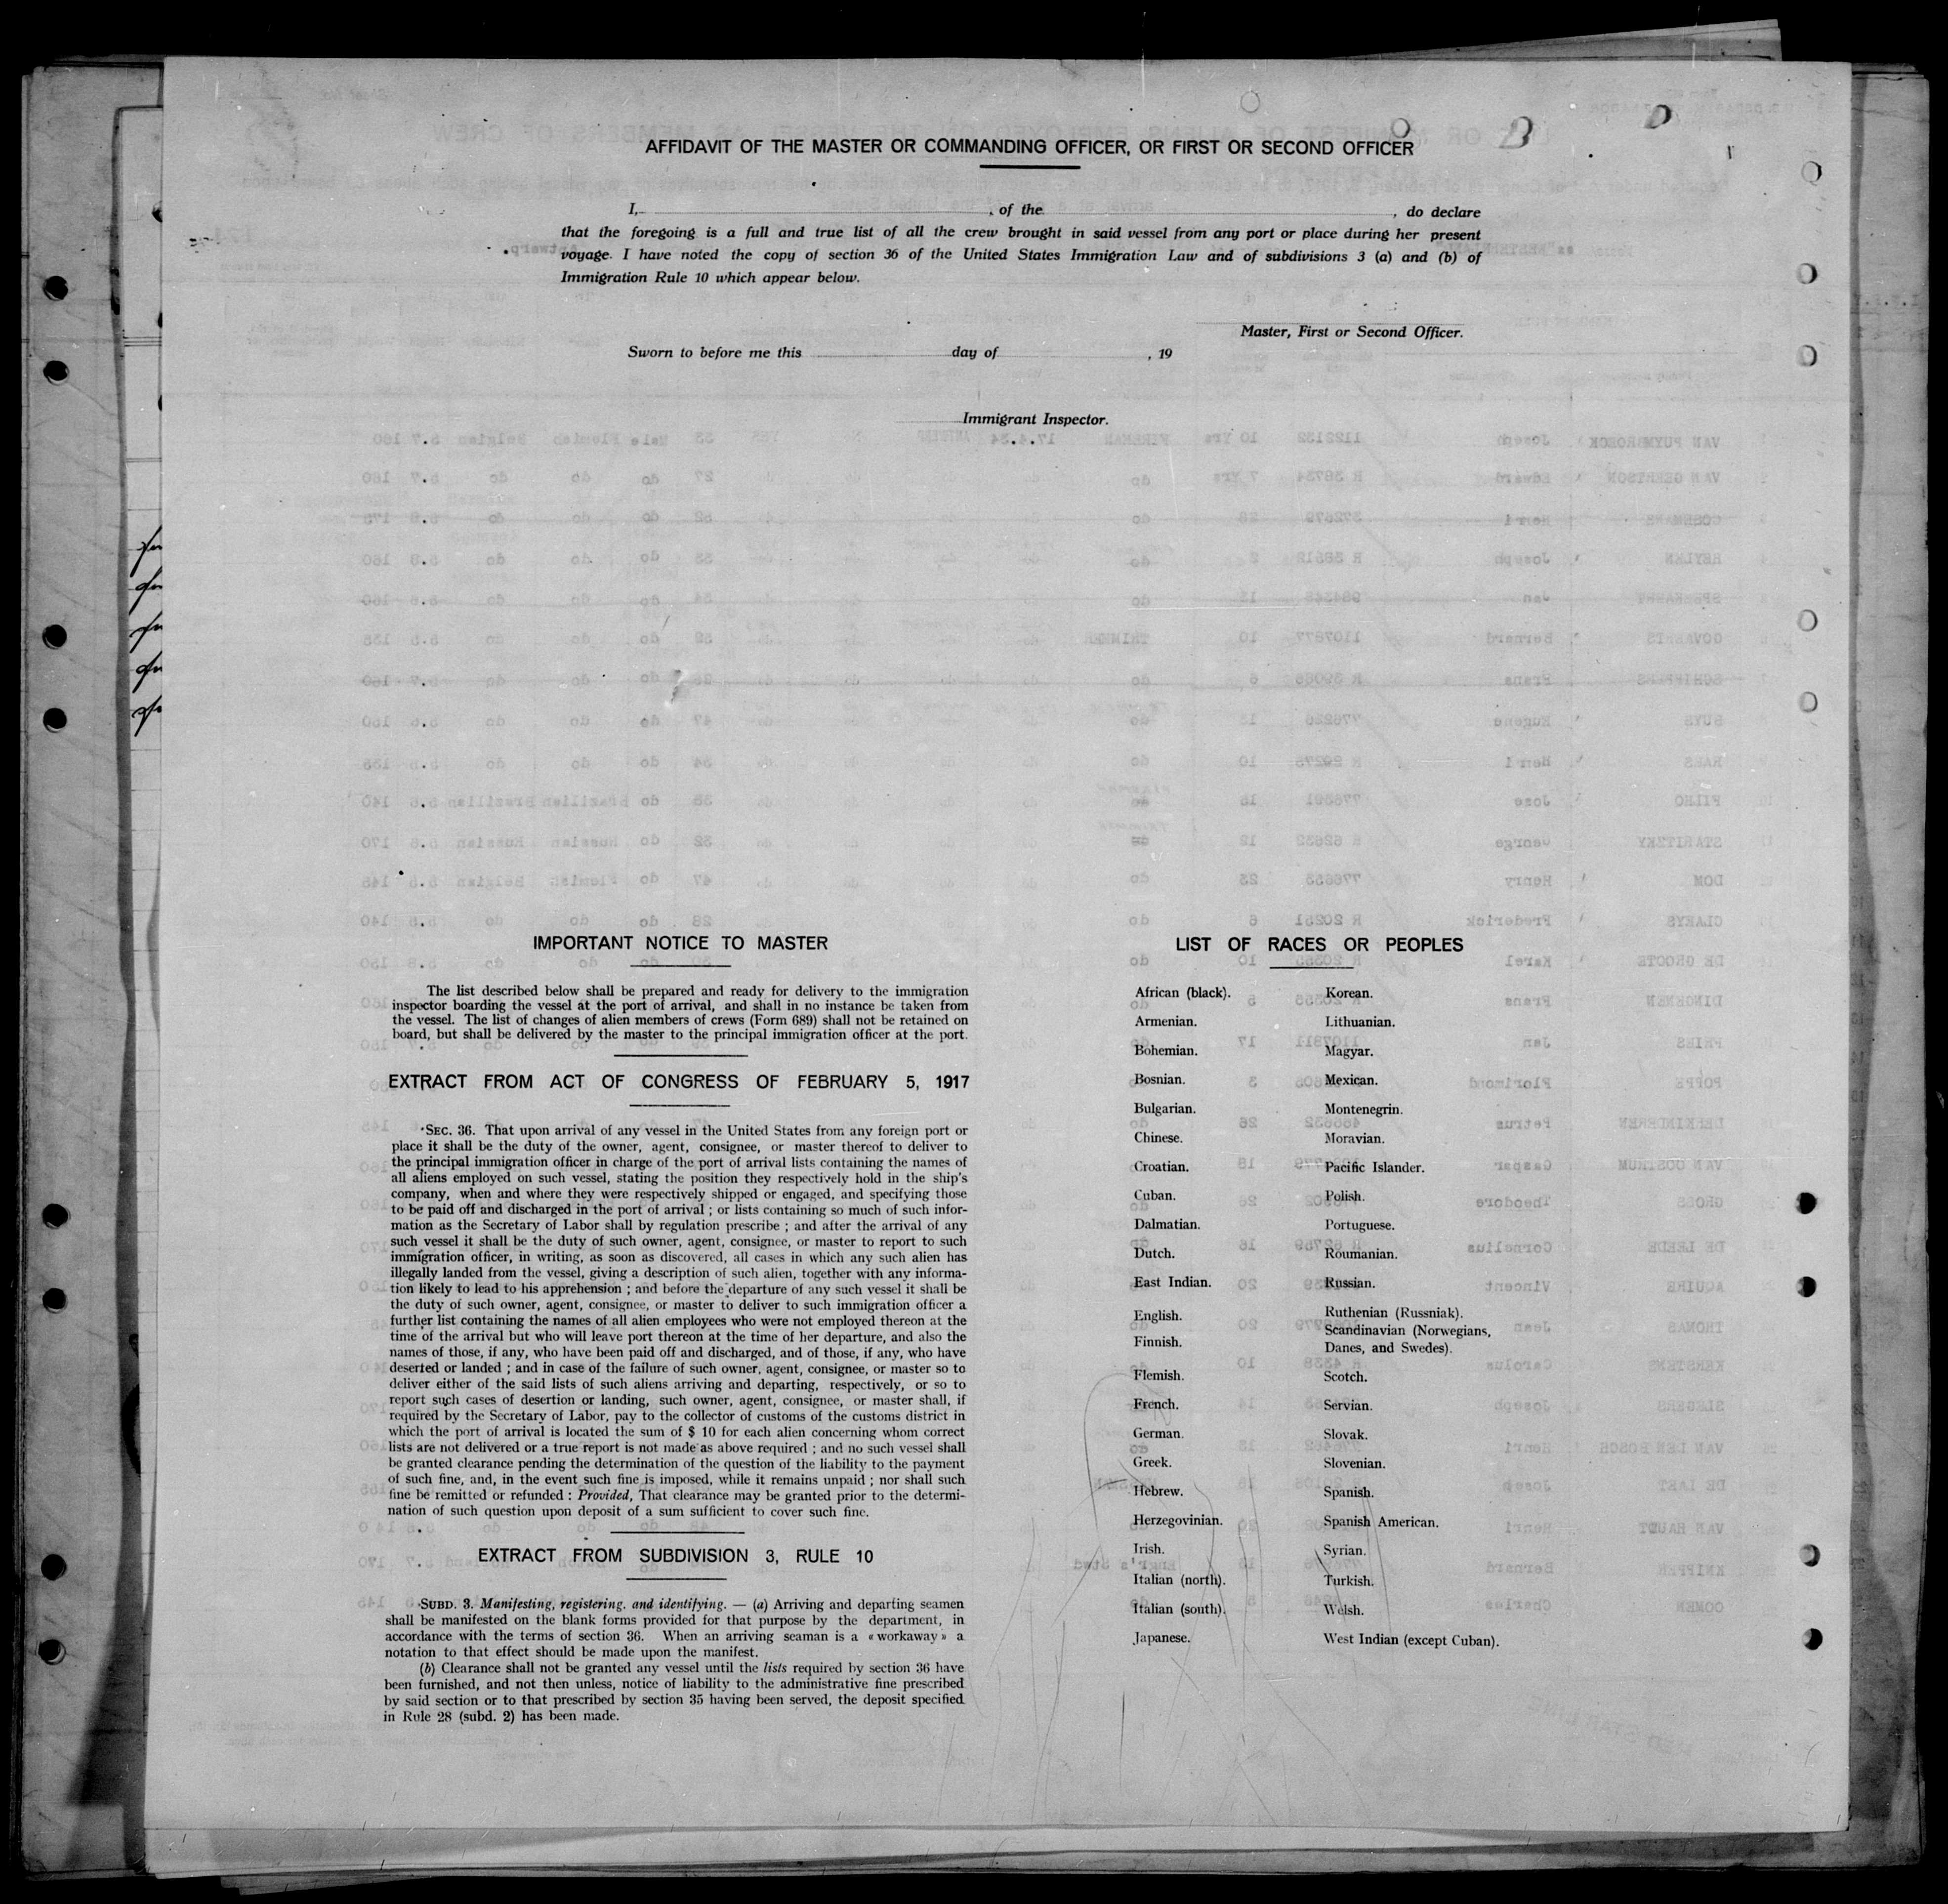 AFFIDAVIT OF THE MASTER OR COMMANDING OFFICER, OR FIRST OR SECOND OFFICER
I, , of the , do declare
that the foregoing is a full and true list of all the crew brought in said vessel from any port or place during her present
voyage. I have noted the copy of section 36 of the United States Immigration Law and of subdivisions 3 (a) and (b) of
Immigration Rule 10 which appear below.
Master, First or Second Officer.
Sworn to before me this day of , 19
Immigrant Inspector.
IMPORTANT NOTICE TO MASTER
The list described below shall be prepared and ready for delivery to the immigration
inspector boarding the vessel at the port of arrival, and shall in no instance be taken from
the vessel. The list of changes of alien members of crews (Form 689) shall not be retained on
board, but shall be delivered by the master to the principal immigration officer at the port.
EXTRACT FROM ACT OF CONGRESS OF FEBRUARY 5, 1917
SEC. 36. That upon arrival of any vessel in the United States from any foreign port or
place it shall be the duty of the owner, agent, consignee, or master thereof to deliver to
the principal immigration officer in charge of the port of arrival lists containing the names of
all aliens employed on such vessel, stating the position they respectively hold in the ship's
company, when and where they were respectively shipped or engaged, and specifying those
to be paid off and discharged in the port of arrival ; or lists containing so much of such infor-
mation as the Secretary of Labor shall by regulation prescribe ; and after the arrival of any
such vessel it shall be the duty of such owner, agent, consignee, or master to report to such
immigration officer, in writing, as soon as discovered, all cases in which any such alien has
illegally landed from the vessel, giving a description of such alien, together with any informa-
tion likely to lead to his apprehension ; and before the departure of any such vessel it shall be
the duty of such owner, agent, consignee, or master to deliver to such immigration officer a
further list containing the names of all alien employees who were not employed thereon at the
time of the arrival but who will leave port thereon at the time of her departure, and also the
names of those, if any, who have been paid off and discharged, and of those, if any, who have
deserted or landed ; and in case of the failure of such owner, agent, consignee, or master so to
deliver either of the said lists of such aliens arriving and departing, respectively, or so to
report such cases of desertion or landing, such owner, agent, consignee, or master shall, if
required by the Secretary of Labor, pay to the collector of customs of the customs district in
which the port of arrival is located the sum of $ 10 for each alien concerning whom correct
lists are not delivered or a true report is not made as above required ; and no such vessel shall
be granted clearance pending the determination of the question of the liability to the payment
of such fine, and, in the event such fine is imposed, while it remains unpaid ; nor shall such
fine be remitted or refunded : Provided, That clearance may be granted prior to the determi-
nation of such question upon deposit of a sum sufficient to cover such fine.
EXTRACT FROM SUBDIVISION 3, RULE 10
SUBD. 3. Manifesting, registering. and identifying. — (a) Arriving and departing seamen
shall be manifested on the blank forms provided for that purpose by the department, in
accordance with the terms of section 36. When an arriving seaman is a « workaway » a
notation to that effect should be made upon the manifest.
(b) Clearance shall not be granted any vessel until the lists required by section 36 have
been furnished, and not then unless, notice of liability to the administrative fine prescribed
by said section or to that prescribed by section 35 having been served, the deposit specified
in Rule 28 (subd. 2) has been made.
LIST OF RACES OR PEOPLES
African (black).
Armenian.
Bohemian.
Bosnian.
Bulgarian.
Chinese.
Croatian.
Cuban.
Dalmatian.
Dutch.
East Indian.
English.
Finnish.
Flemish.
French.
German.
Greek.
Hebrew.
Herzegovinian.
Irish.
Italian (north).
Italian (south).
Japanese.
Korean.
Lithuanian.
Magyar.
Mexican.
Montenegrin.
Moravian.
Pacific Islander.
Polish.
Portuguese.
Roumanian.
Russian.
Ruthenian (Russniak).
Scandinavian (Norwegians,
Danes, and Swedes).
Scotch.
Servian.
Slovak.
Slovenian.
Spanish.
Spanish American.
Syrian.
Turkish.
Welsh.
West Indian (except Cuban).